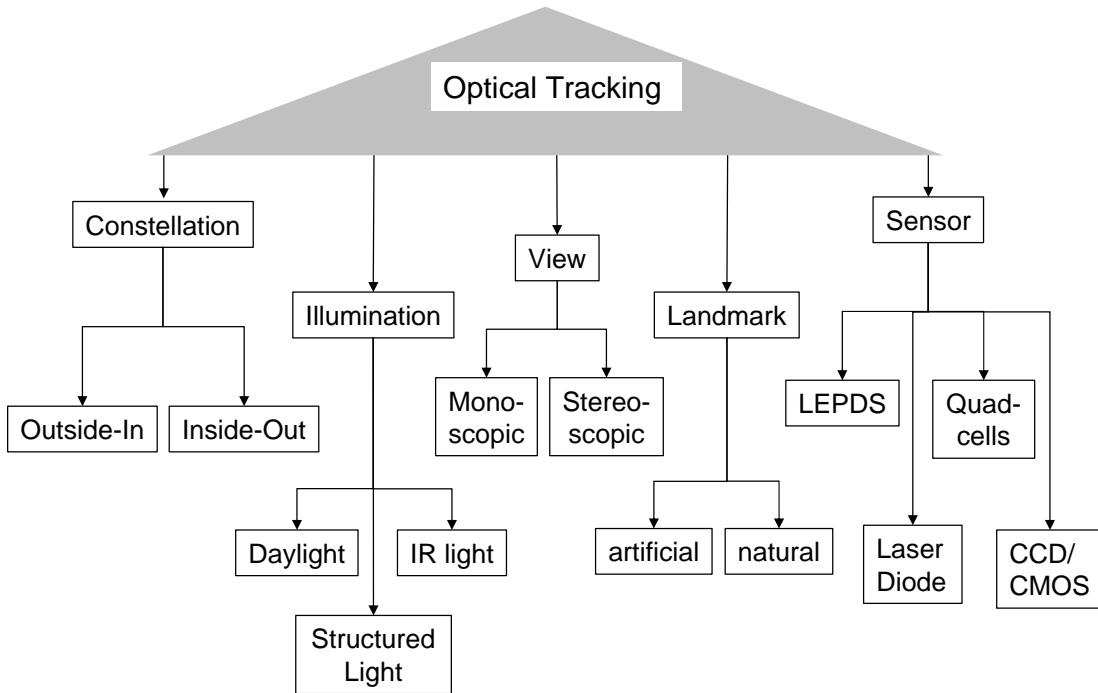 Optical Tracking
Constellation
Sensor
View
Illumination
Landmark
Outside-In
Inside-Out
Mono-
scopic
Stereo-
scopic
LEPDS
Quad-
cells
Daylight
IR light
Structured
Light
artificial
natural
Laser
Diode
CCD/
CMOS